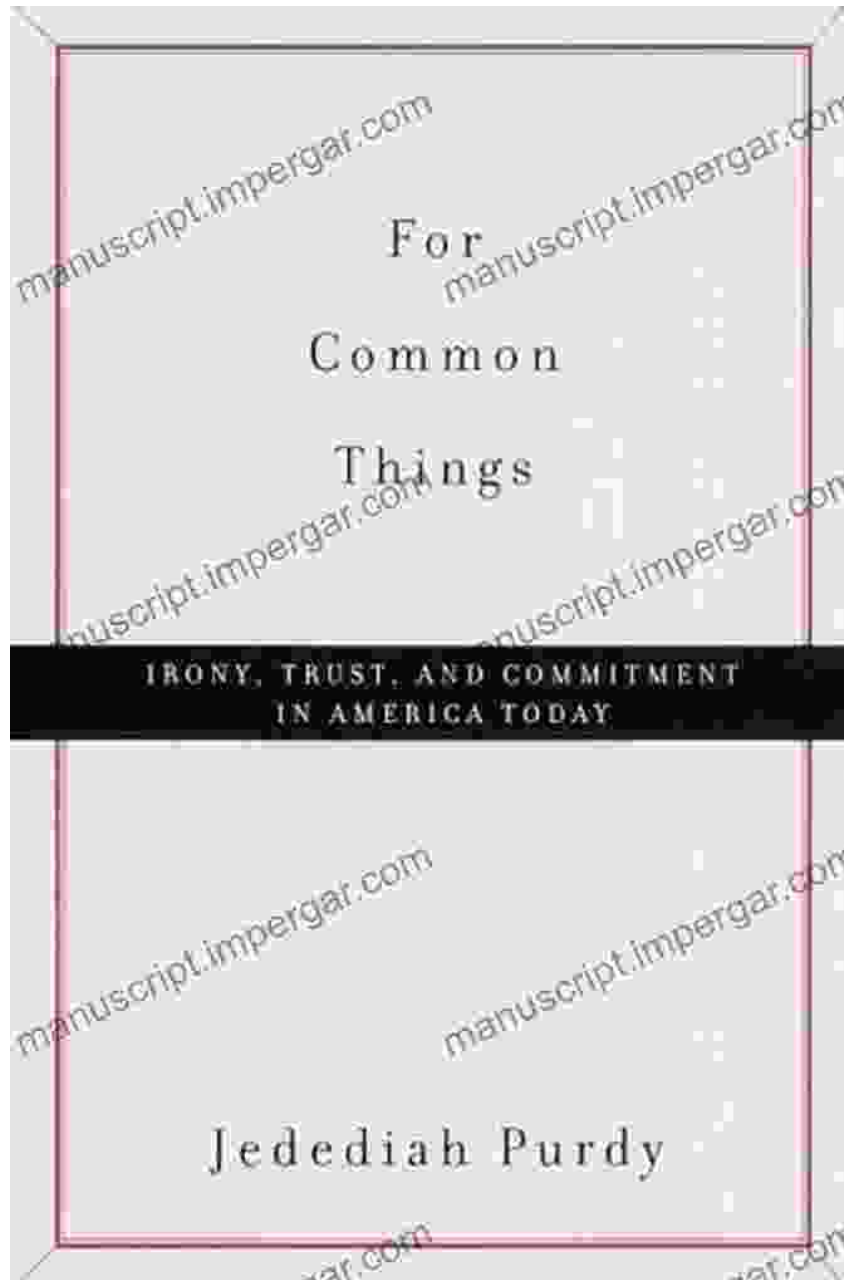 manuscript.impergar.com
manuscript.impergar.com
For
Common
Things
manuscript.impergar.com
manuscript.impergar.com
IRONY, TRUST, AND COMMITMENT
IN AMERICA TODAY
manuscript.impergar.com
manuscript.impergar.com
Jedediah Purdy